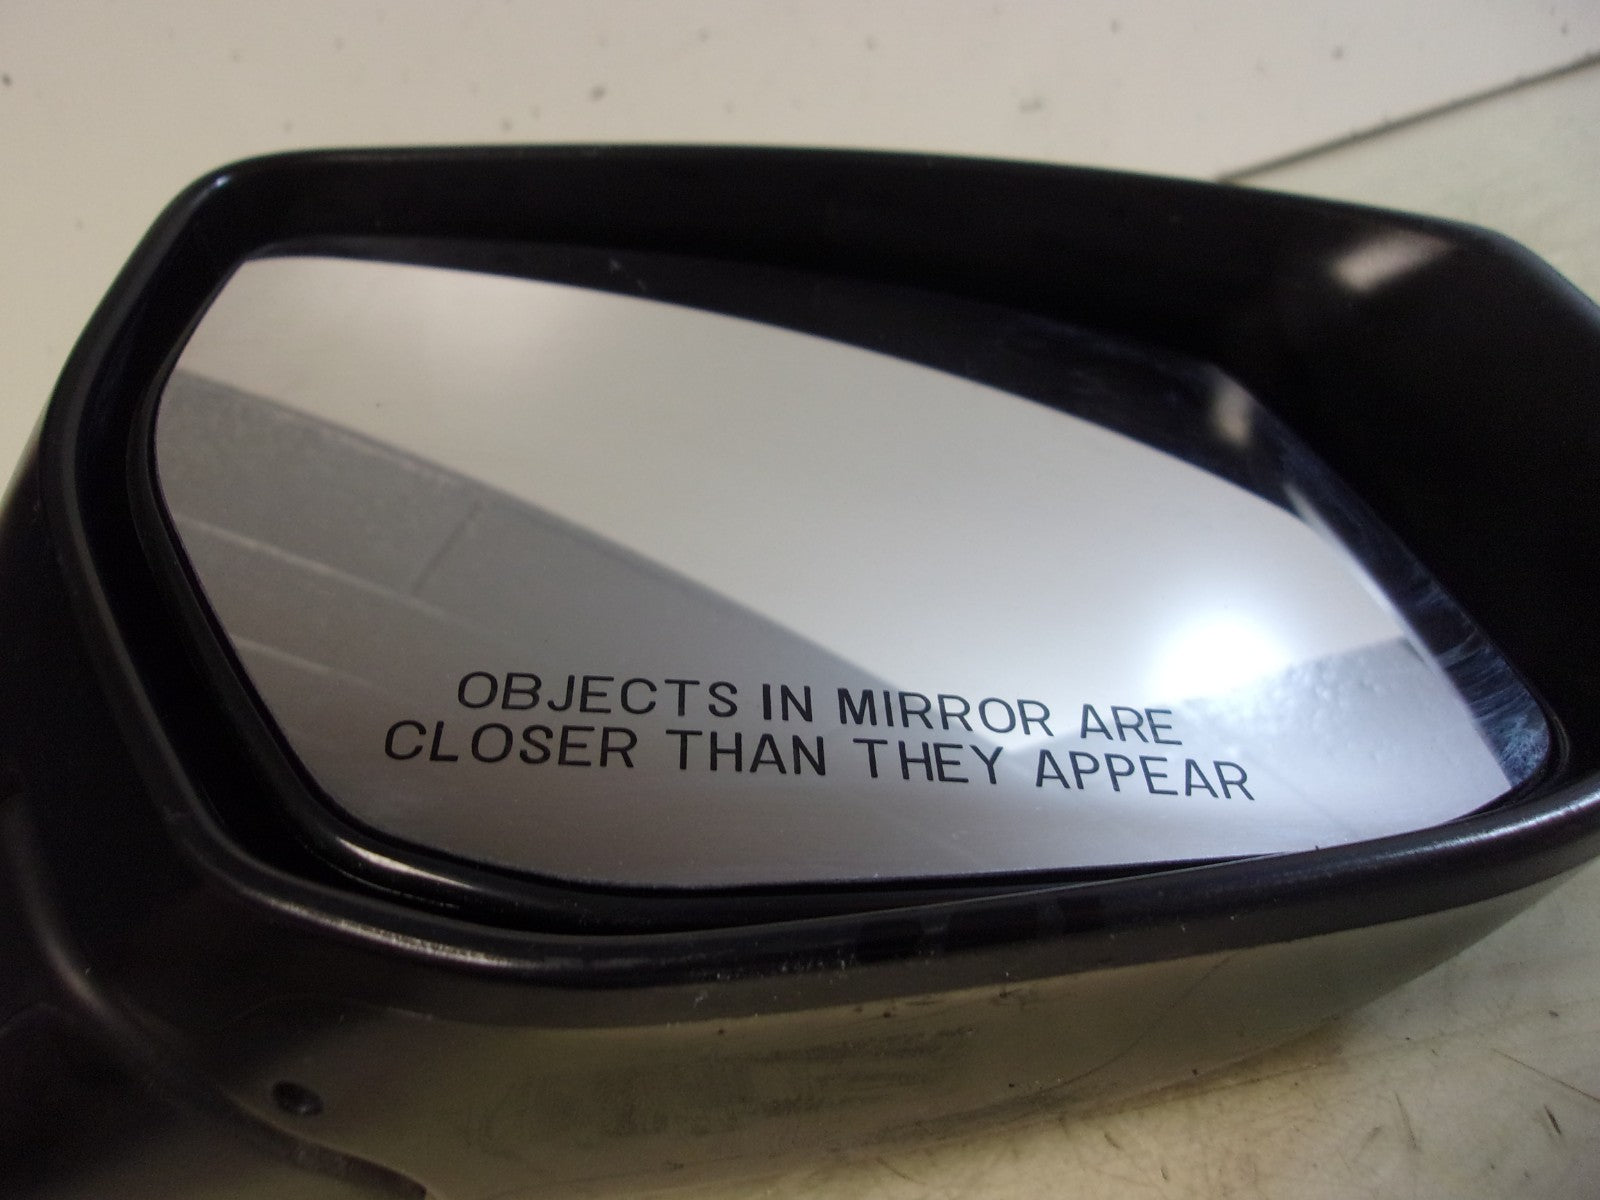 OBJECTS IN MIRROR ARE
CLOSER THAN THEY APPEAR